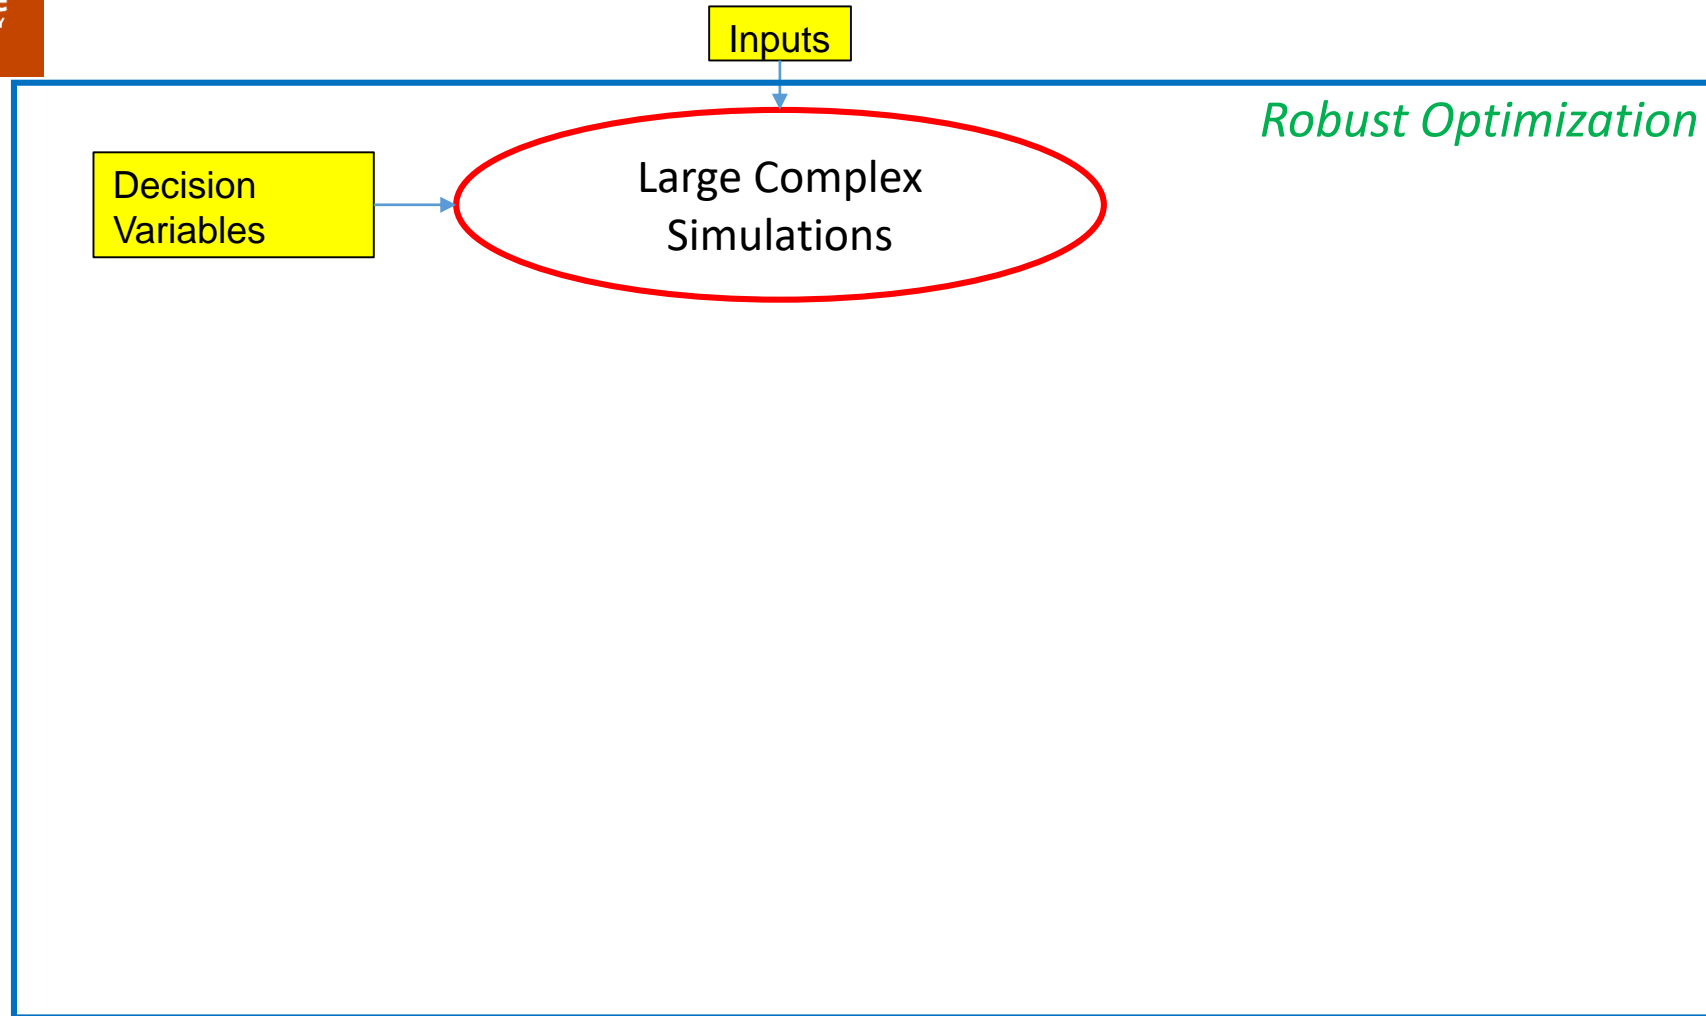 Inputs
Robust Optimization
Decision
Variables
Large Complex
Simulations